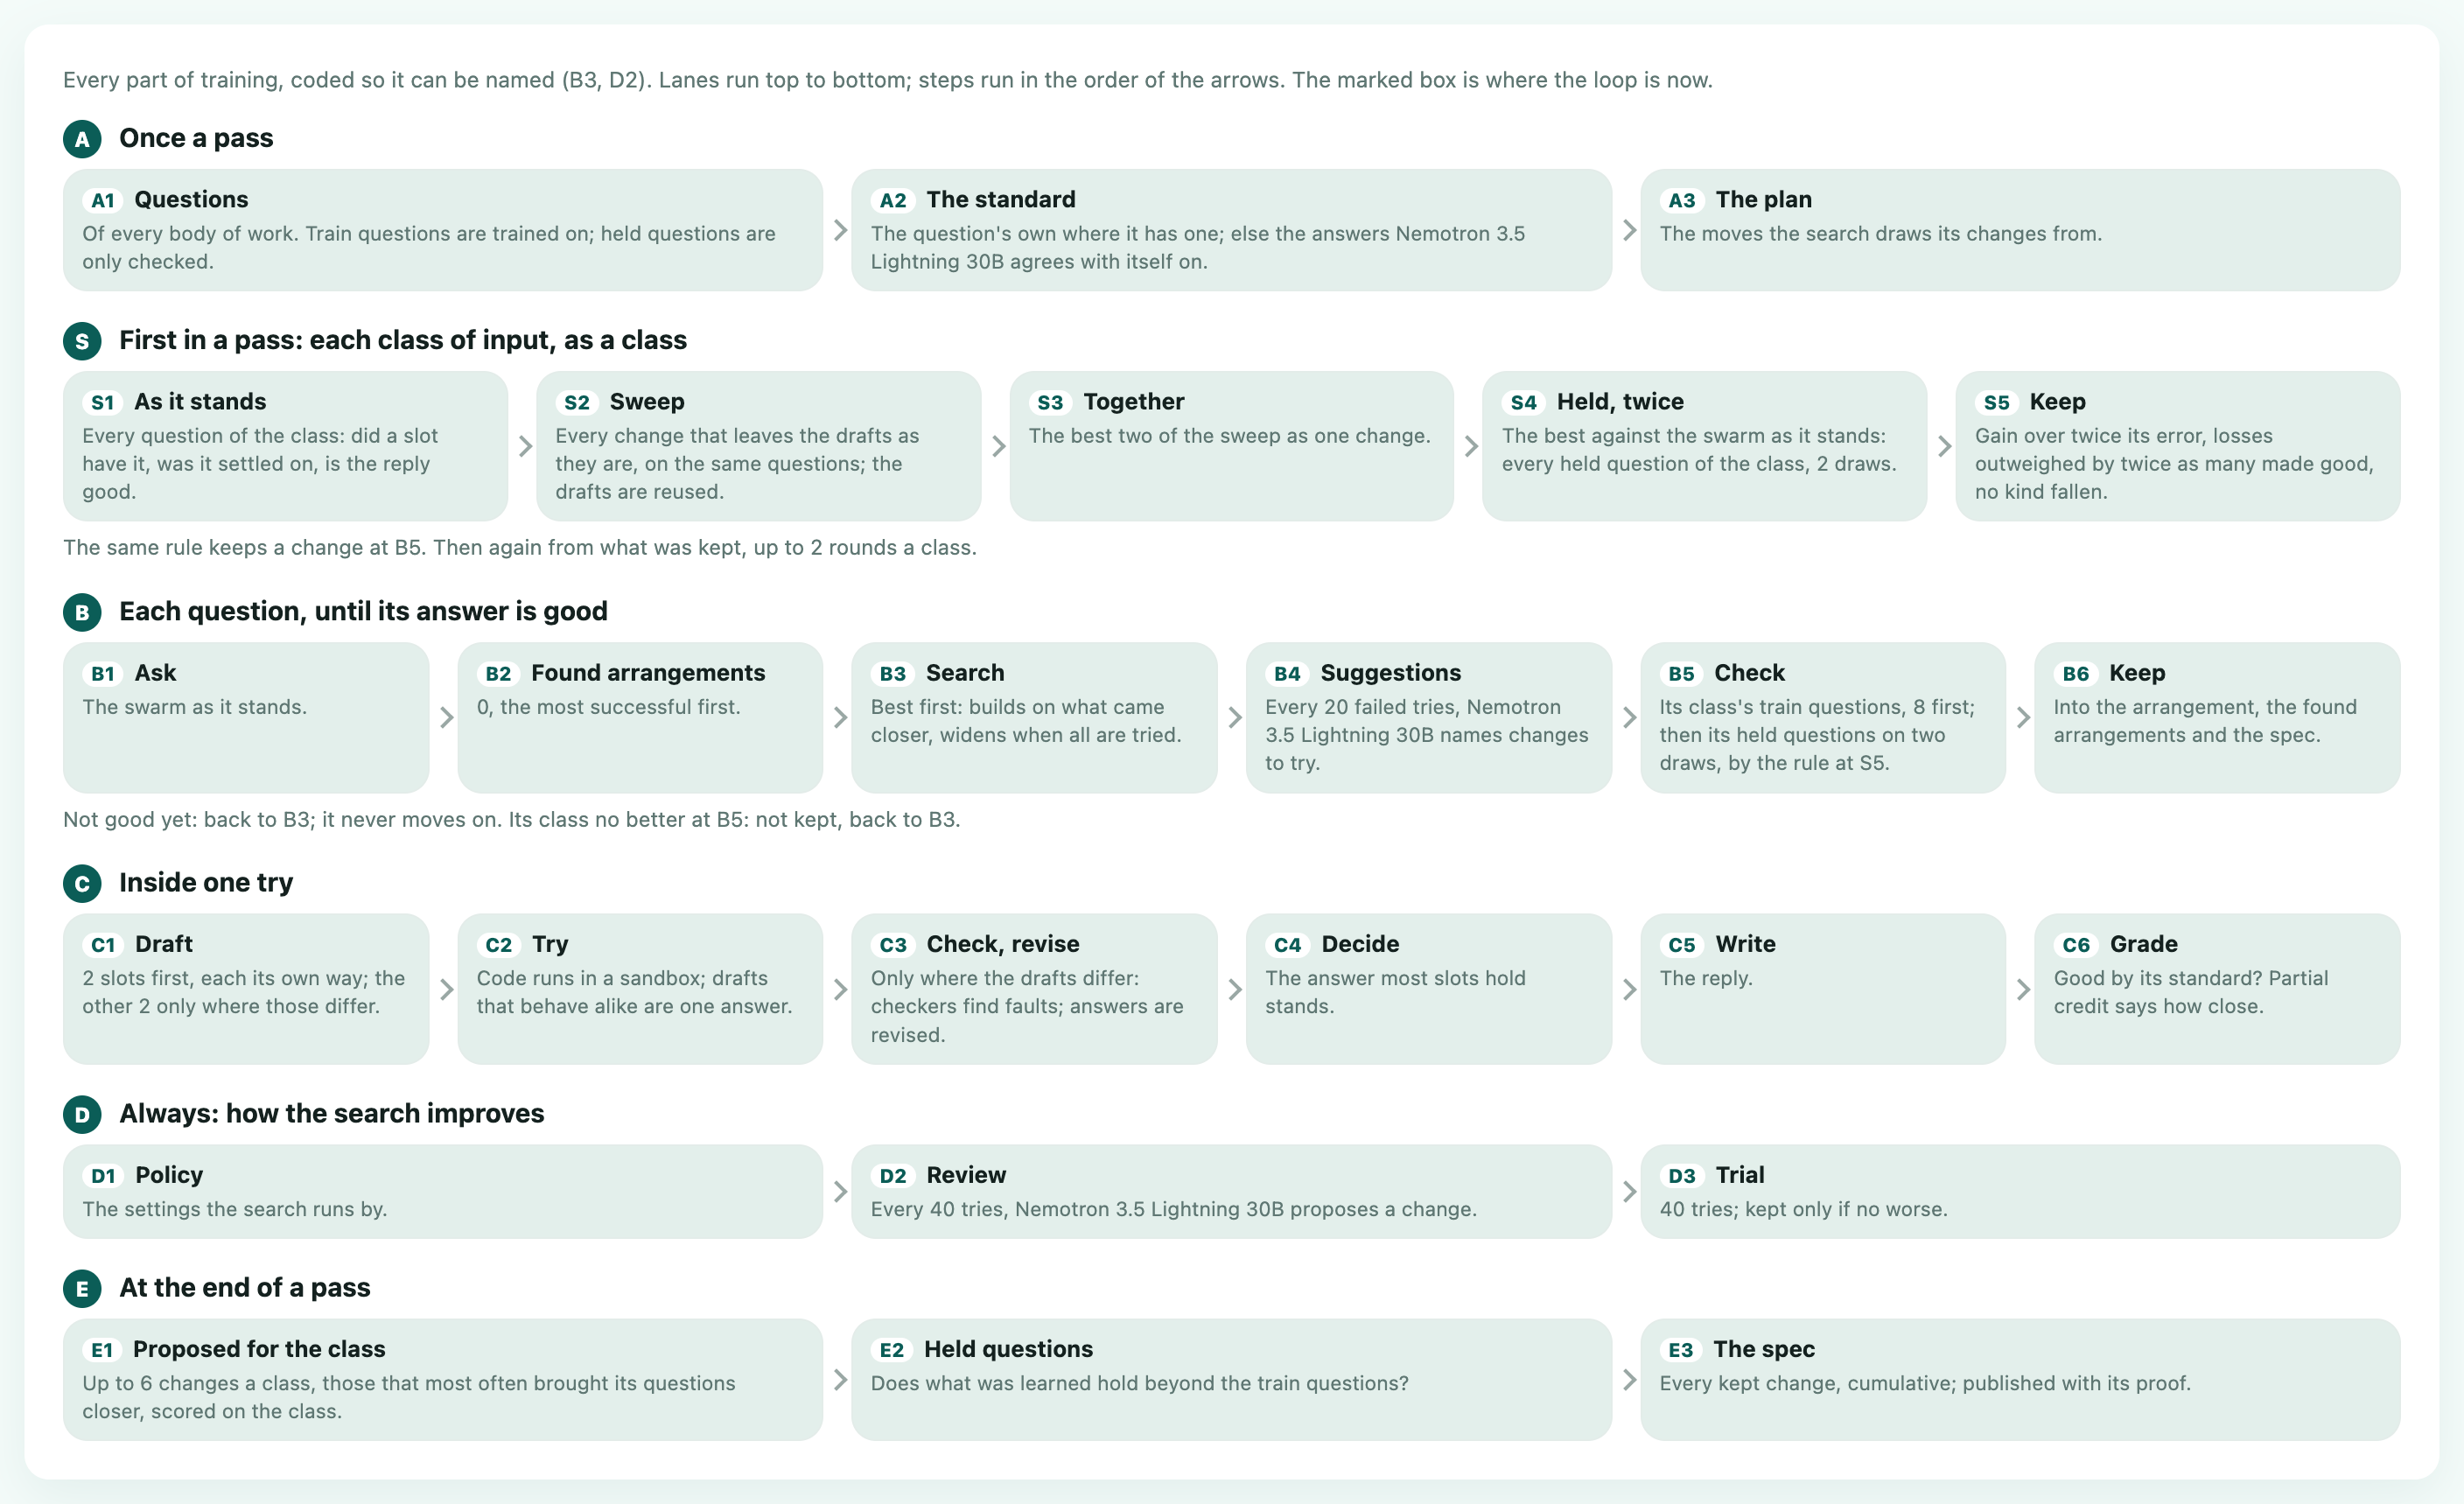 Every part of training, coded so it can be named (B3, D2). Lanes run top to bottom; steps run in the order of the arrows. The marked box is where the loop is now.
A Once a pass
A1 Questions
Of every body of work. Train questions are trained on; held questions are
only checked.
A2 The standard
The question's own where it has one; else the answers Nemotron 3.5
Lightning 30B agrees with itself on.
A3 The plan
The moves the search draws its changes from.
S First in a pass: each class of input, as a class
S1 As it stands
Every question of the class: did a slot
have it, was it settled on, is the reply
good.
S2 Sweep
Every change that leaves the drafts as
they are, on the same questions; the
drafts are reused.
S3 Together
The best two of the sweep as one change.
S4 Held, twice
The best against the swarm as it stands:
every held question of the class, 2 draws.
S5 Keep
Gain over twice its error, losses
outweighed by twice as many made good,
no kind fallen.
The same rule keeps a change at B5. Then again from what was kept, up to 2 rounds a class.
B Each question, until its answer is good
B1 Ask
The swarm as it stands.
B2 Found arrangements
0, the most successful first.
B3 Search
Best first: builds on what came
closer, widens when all are tried.
B4 Suggestions
Every 20 failed tries, Nemotron
3.5 Lightning 30B names changes
to try.
B5 Check
Its class's train questions, 8 first;
then its held questions on two
draws, by the rule at S5.
B6 Keep
Into the arrangement, the found
arrangements and the spec.
Not good yet: back to B3; it never moves on. Its class no better at B5: not kept, back to B3.
C Inside one try
C1 Draft
2 slots first, each its own way; the
other 2 only where those differ.
C2 Try
Code runs in a sandbox; drafts
that behave alike are one answer.
C3 Check, revise
Only where the drafts differ:
checkers find faults; answers are
revised.
C4 Decide
The answer most slots hold
stands.
C5 Write
The reply.
C6 Grade
Good by its standard? Partial
credit says how close.
D Always: how the search improves
D1 Policy
The settings the search runs by.
D2 Review
Every 40 tries, Nemotron 3.5 Lightning 30B proposes a change.
D3 Trial
40 tries; kept only if no worse.
E At the end of a pass
E1 Proposed for the class
Up to 6 changes a class, those that most often brought its questions
closer, scored on the class.
E2 Held questions
Does what was learned hold beyond the train questions?
E3 The spec
Every kept change, cumulative; published with its proof.